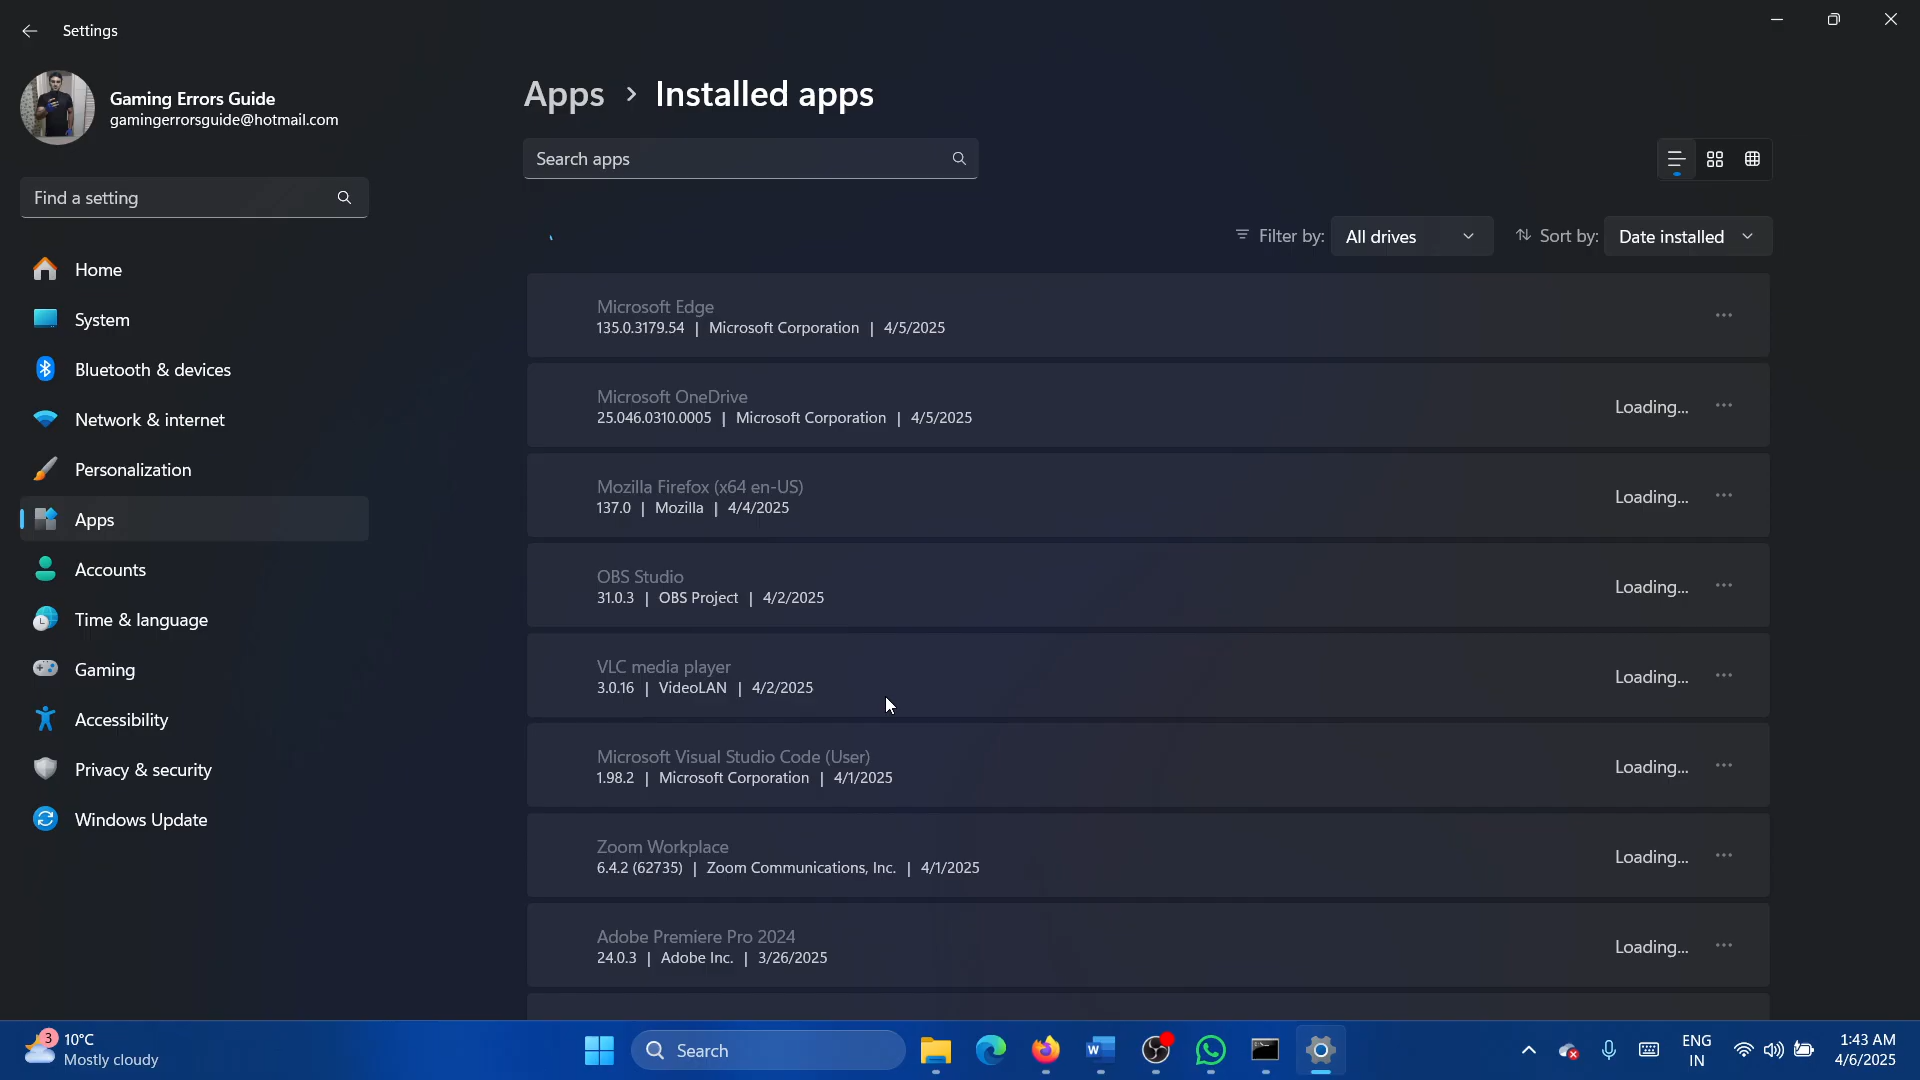 Settings
Gaming Errors Guide
gamingerrorsguide@hotmail.com
Find a setting
Home
System
Bluetooth & devices
Network & internet
Personalization
Apps
Accounts
Time & language
Gaming
Accessibility
Privacy & security
Windows Update
Apps > Installed apps
Search apps
Filter by: All drives Sort by: Date installed
Microsoft Edge
135.0.3179.54 | Microsoft Corporation | 4/5/2025
Microsoft OneDrive
25.046.0310.0005 | Microsoft Corporation | 4/5/2025
Loading...
Mozilla Firefox (x64 en-US)
137.0 | Mozilla | 4/4/2025
Loading...
OBS Studio
31.0.3 | OBS Project | 4/2/2025
Loading...
VLC media player
3.0.16 | VideoLAN | 4/2/2025
Loading...
Microsoft Visual Studio Code (User)
1.98.2 | Microsoft Corporation | 4/1/2025
Loading...
Zoom Workplace
6.4.2 (62735) | Zoom Communications, Inc. | 4/1/2025
Loading...
Adobe Premiere Pro 2024
24.0.3 | Adobe Inc. | 3/26/2025
Loading...
3
10°C
Mostly cloudy
Search
W
ENG
IN
1:43 AM
4/6/2025